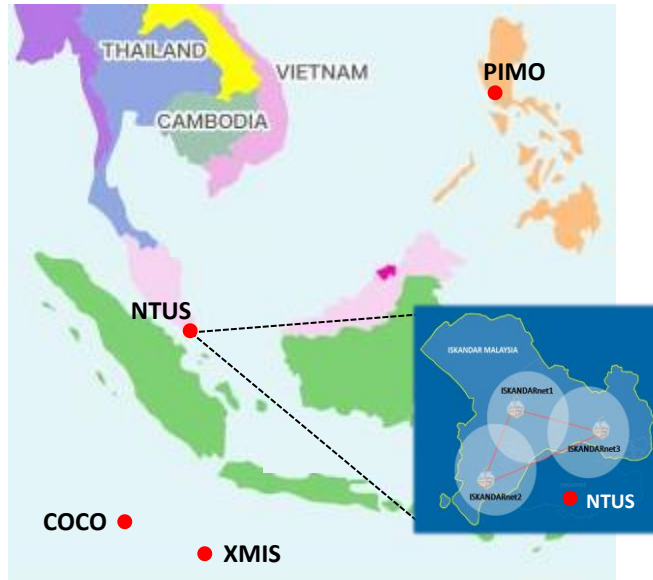 THAILAND
VIETNAM
CAMBODIA
PIMO
NTUS
ISKANDAR MALAYSIA
ISKANDARnet1
ISKANDARnet3
ISKANDARnet2
NTUS
COCO
XMIS